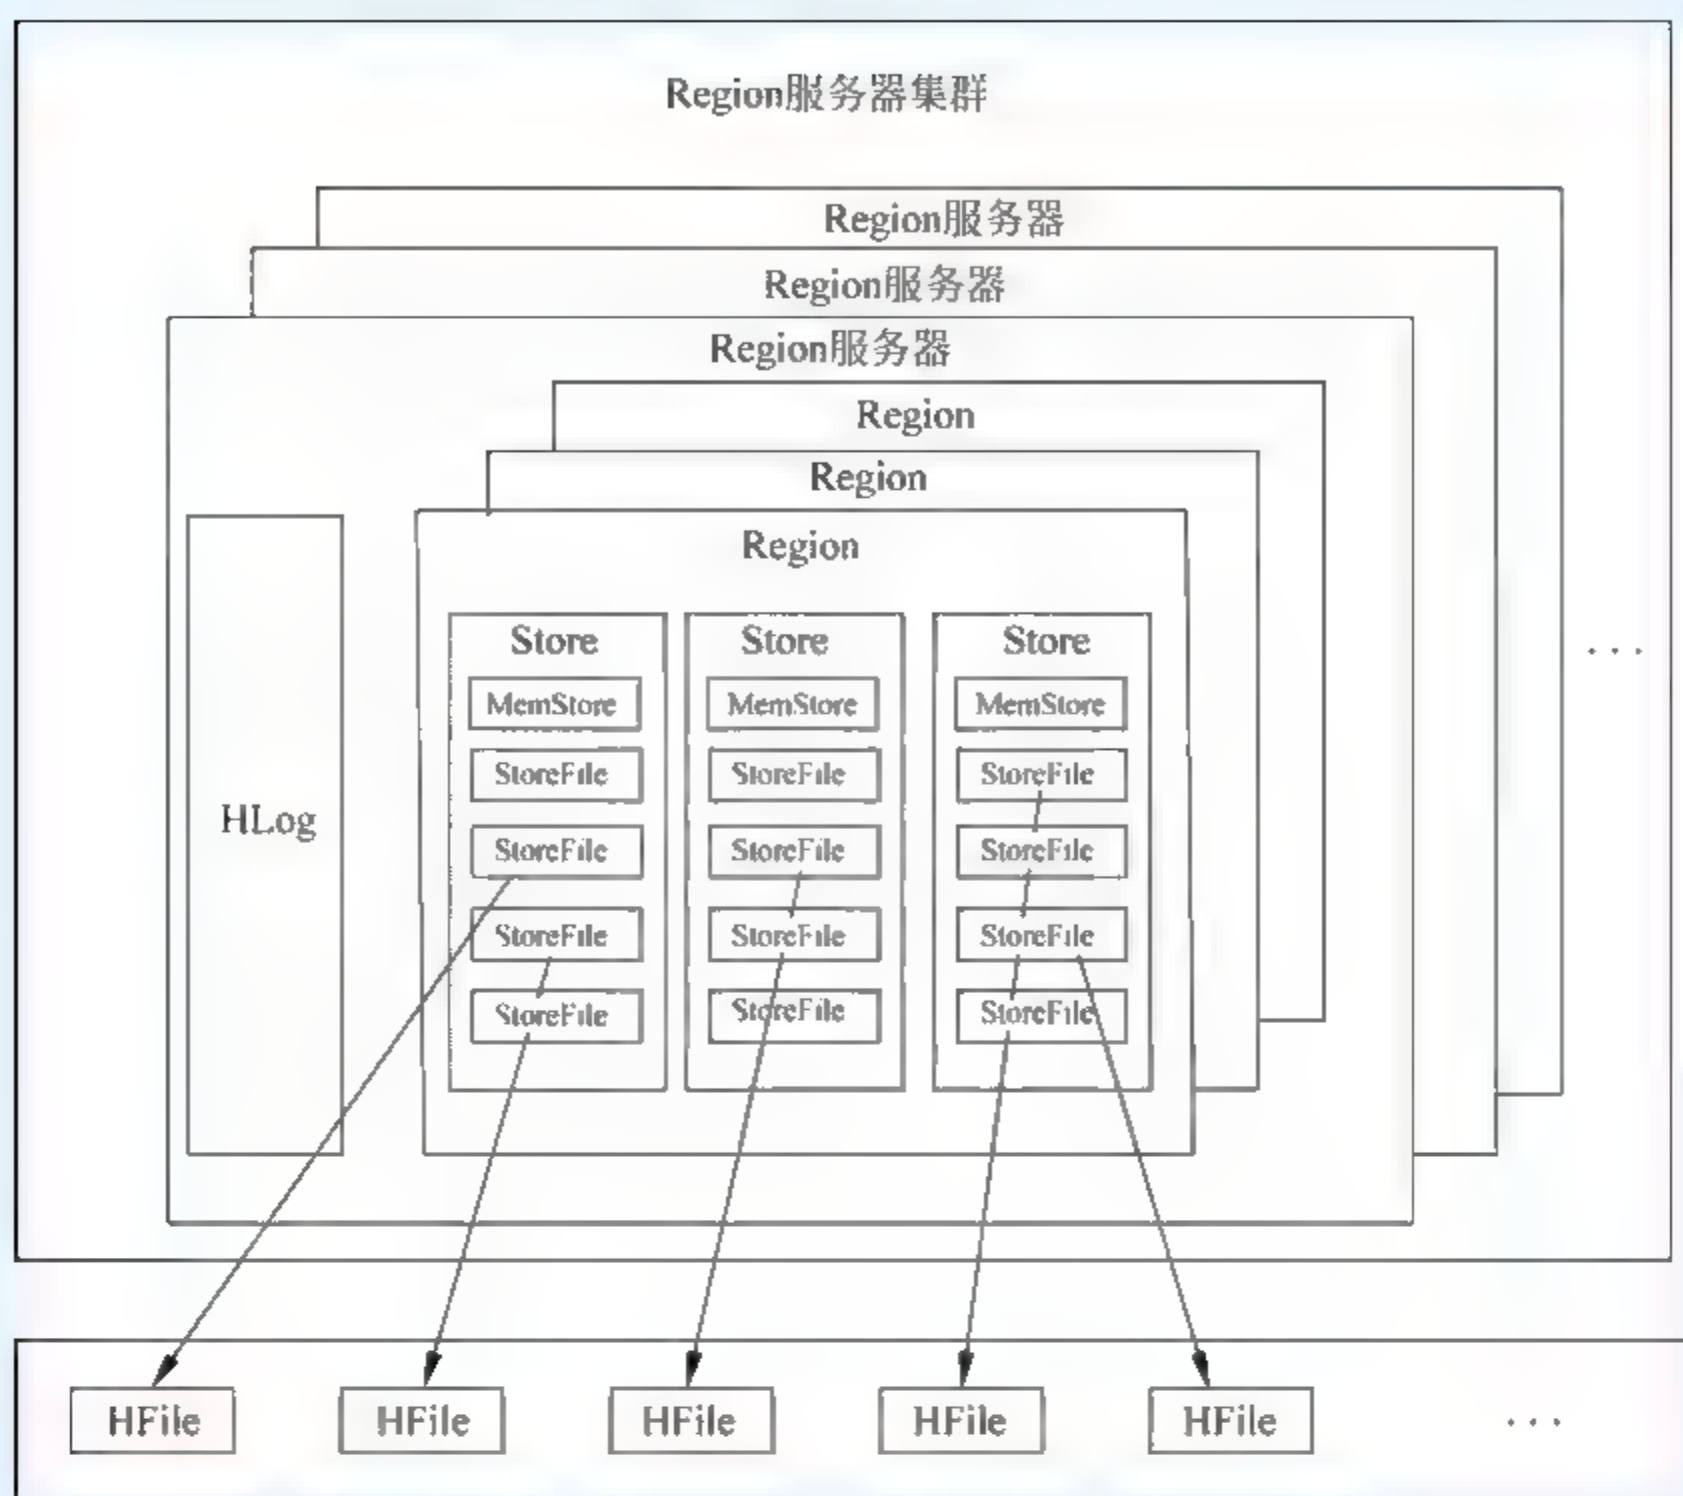 Region服务器集群
Region服务器
Region服务器
Region服务器
Region
Region
Region
HLog
Store Store Store
MemStore MemStore MemStore
StoreFile StoreFile StoreFile
StoreFile StoreFile StoreFile
StoreFile StoreFile StoreFile
StoreFile StoreFile StoreFile
...
HFile HFile HFile HFile HFile ...